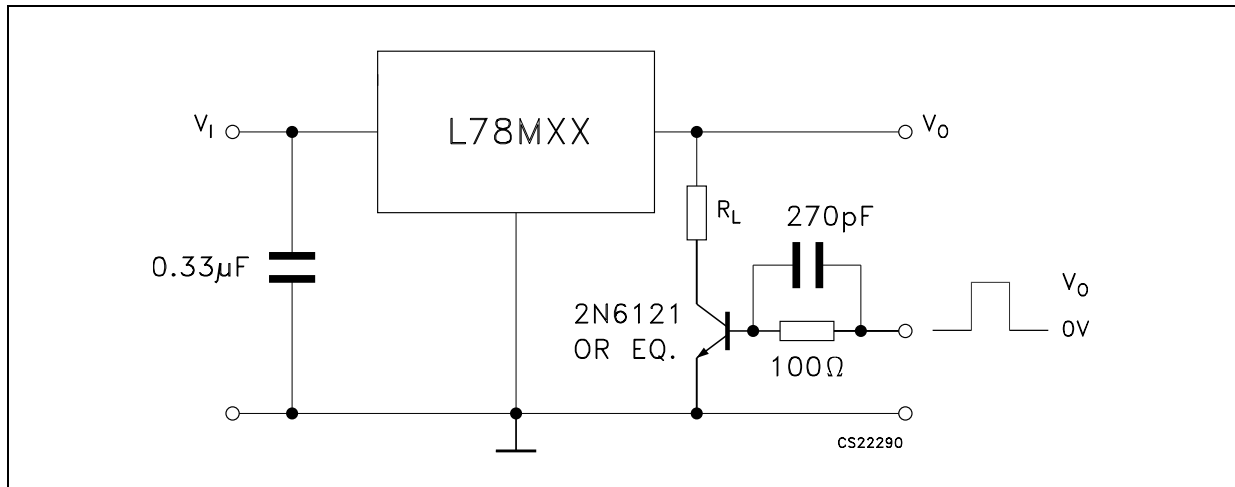 L78MXX
V_I
V_O
R_L
270pF
0.33µF
2N6121
OR EQ.
100Ω
V_O
0V
CS22290